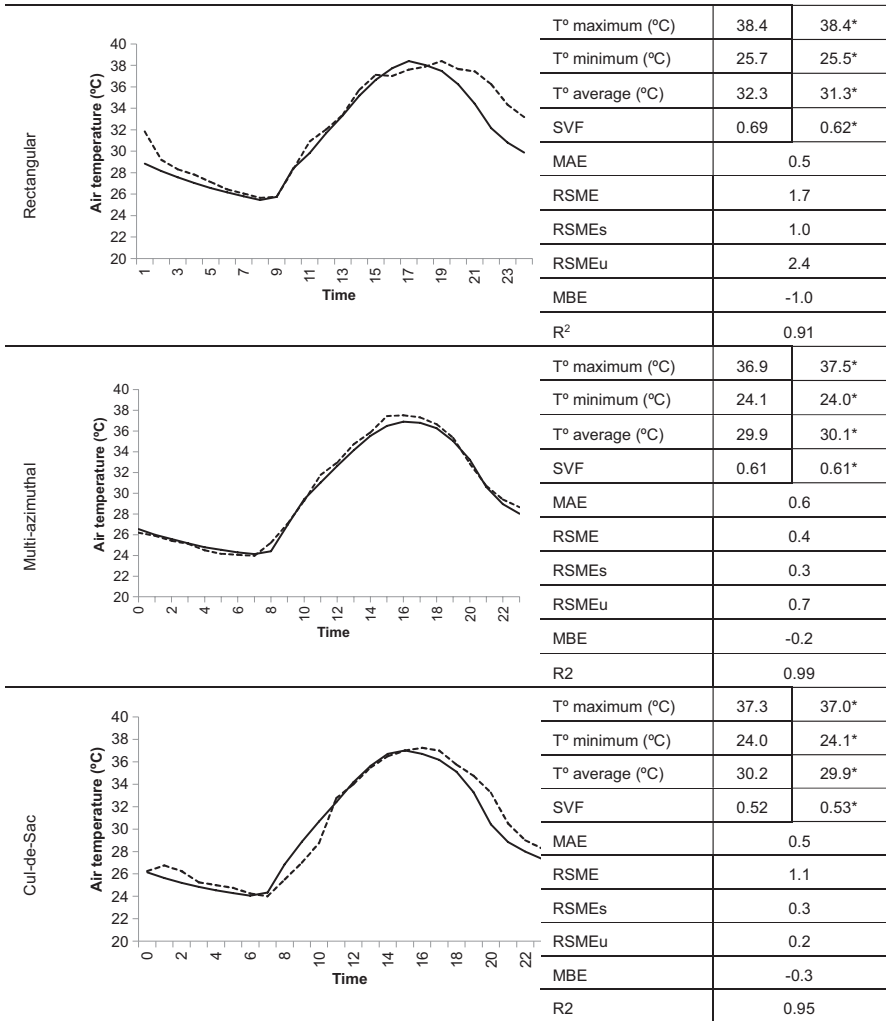 Rectangular
Air temperature (ºC)
40
38
36
34
32
30
28
26
24
22
20
1 3 5 7 9 11 13 15 17 19 21 23
Time
Tº maximum (ºC) 38.4 38.4*
Tº minimum (ºC) 25.7 25.5*
Tº average (ºC) 32.3 31.3*
SVF 0.69 0.62*
MAE 0.5
RSME 1.7
RSMEs 1.0
RSMEu 2.4
MBE -1.0
R² 0.91
Multi-azimuthal
Air temperature (ºC)
40
38
36
34
32
30
28
26
24
22
20
0 2 4 6 8 10 12 14 16 18 20 22
Time
Tº maximum (ºC) 36.9 37.5*
Tº minimum (ºC) 24.1 24.0*
Tº average (ºC) 29.9 30.1*
SVF 0.61 0.61*
MAE 0.6
RSME 0.4
RSMEs 0.3
RSMEu 0.7
MBE -0.2
R2 0.99
Cul-de-Sac
Air temperature (ºC)
40
38
36
34
32
30
28
26
24
22
20
0 2 4 6 8 10 12 14 16 18 20 22
Time
Tº maximum (ºC) 37.3 37.0*
Tº minimum (ºC) 24.0 24.1*
Tº average (ºC) 30.2 29.9*
SVF 0.52 0.53*
MAE 0.5
RSME 1.1
RSMEs 0.3
RSMEu 0.2
MBE -0.3
R2 0.95